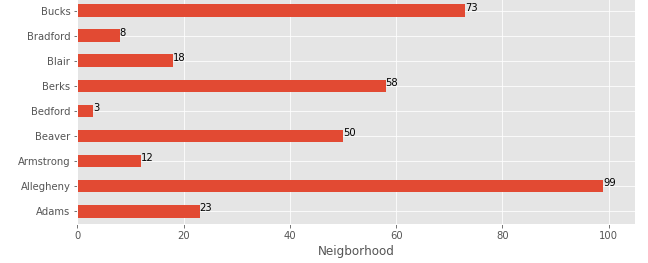 Bucks 73
Bradford 8
Blair 18
Berks 58
Bedford 3
Beaver 50
Armstrong 12
Allegheny 99
Adams 23
0 20 40 60 80 100
Neigborhood